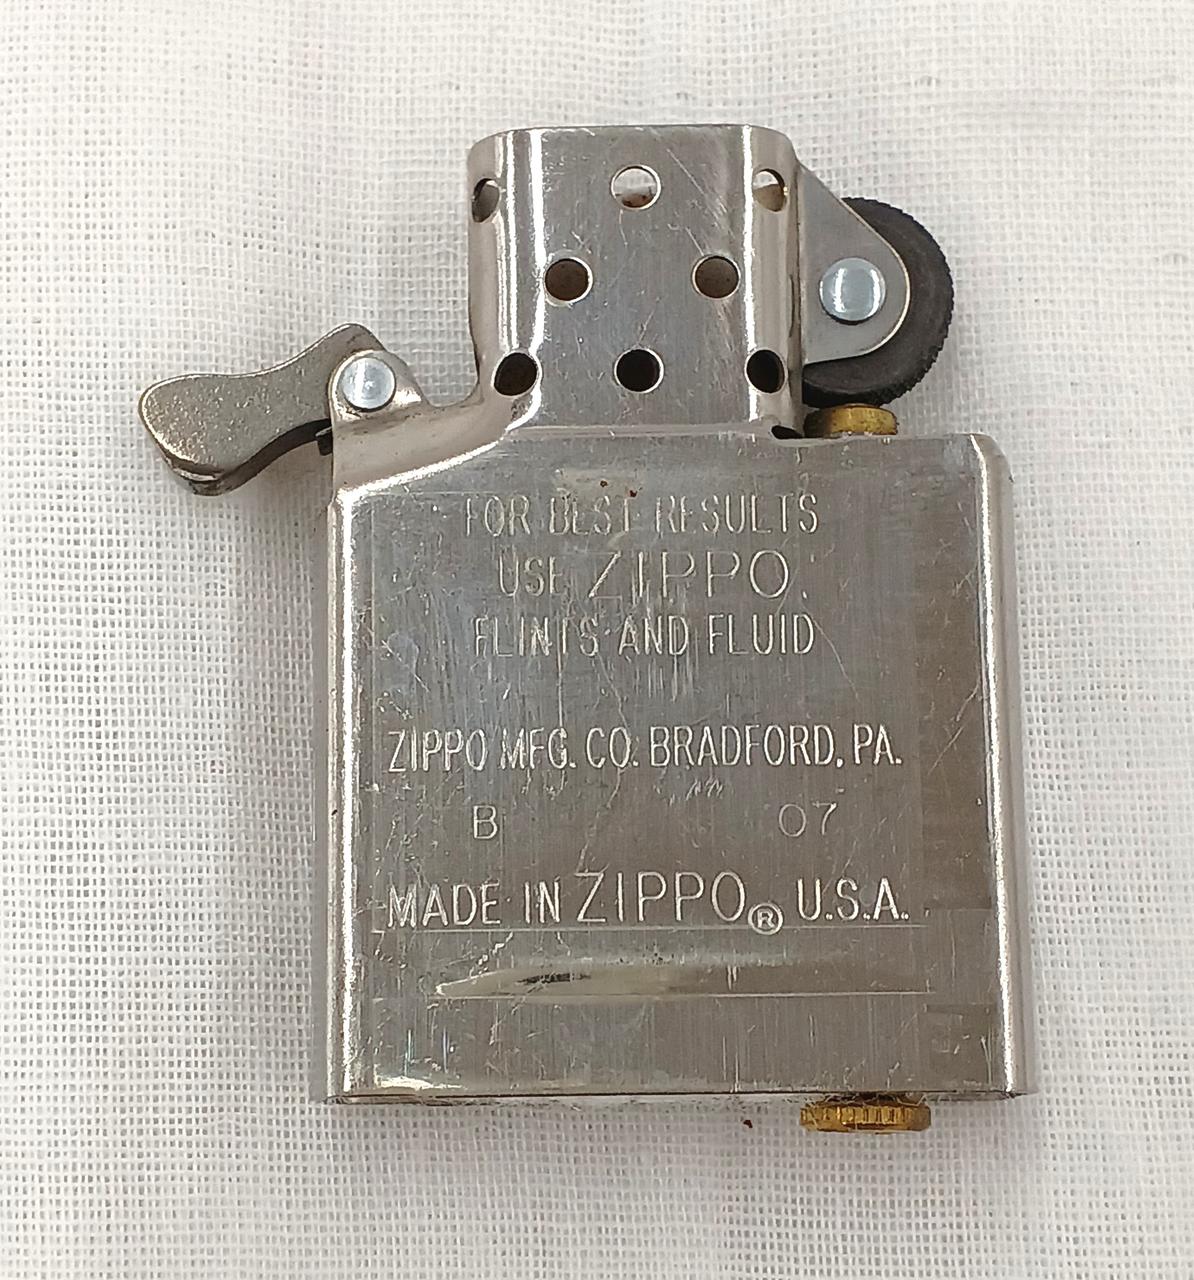 FOR BEST RESULTS
USE ZIPPO
FLINTS AND FLUID
ZIPPO MFG. CO. BRADFORD, PA.
B 07
MADE IN ZIPPO® U.S.A.